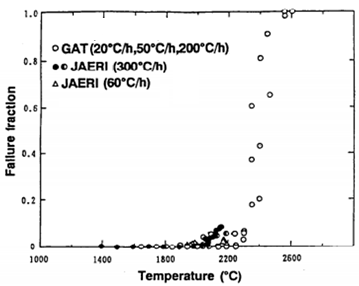 1.0
GAT (20°C/h,50°C/h,200°C/h)
JAERI (300°C/h)
JAERI (60°C/h)
0.8
0.6
0.4
0.2
0
Failure fraction
1000 1400 1800 2200 2600
Temperature (°C)